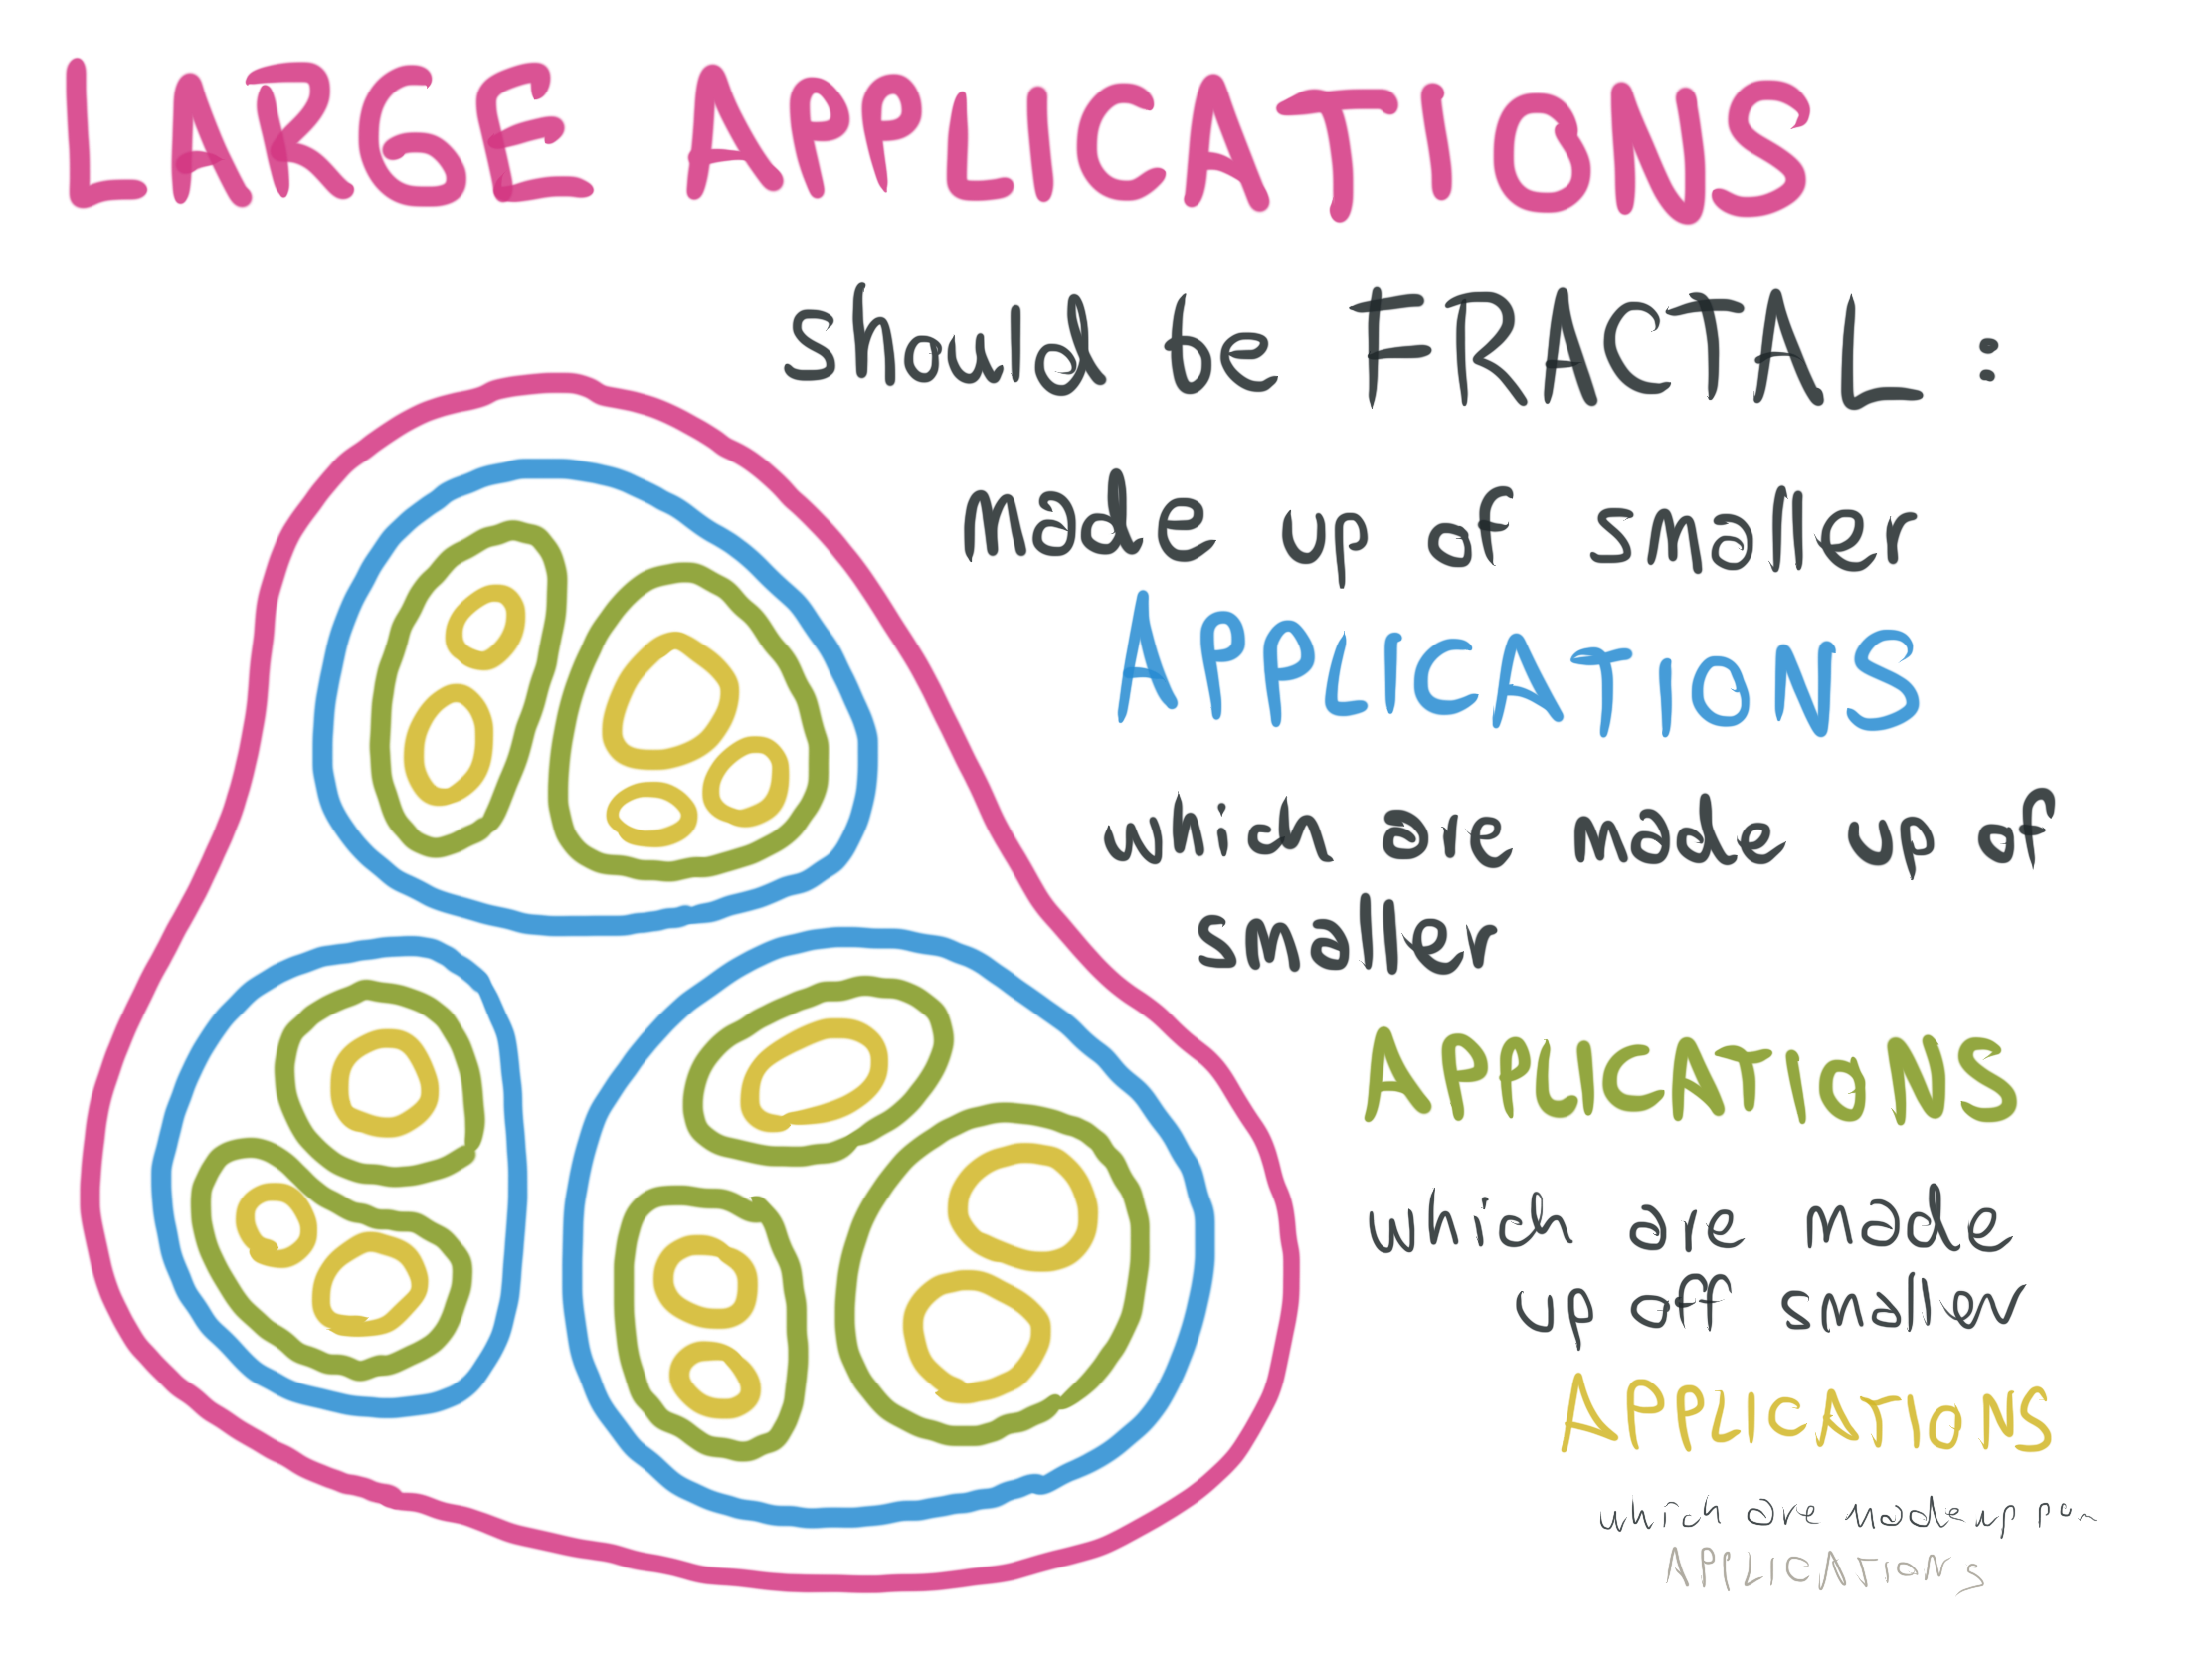 LARGE APPLICATIONS
should be FRACTAL :
made up of smaller
APPLICATIONS
which are made up of
smaller
APPLICATIONS
which are made
up off smaller
APPLICATIONS
which are made up
APPLICATIONS